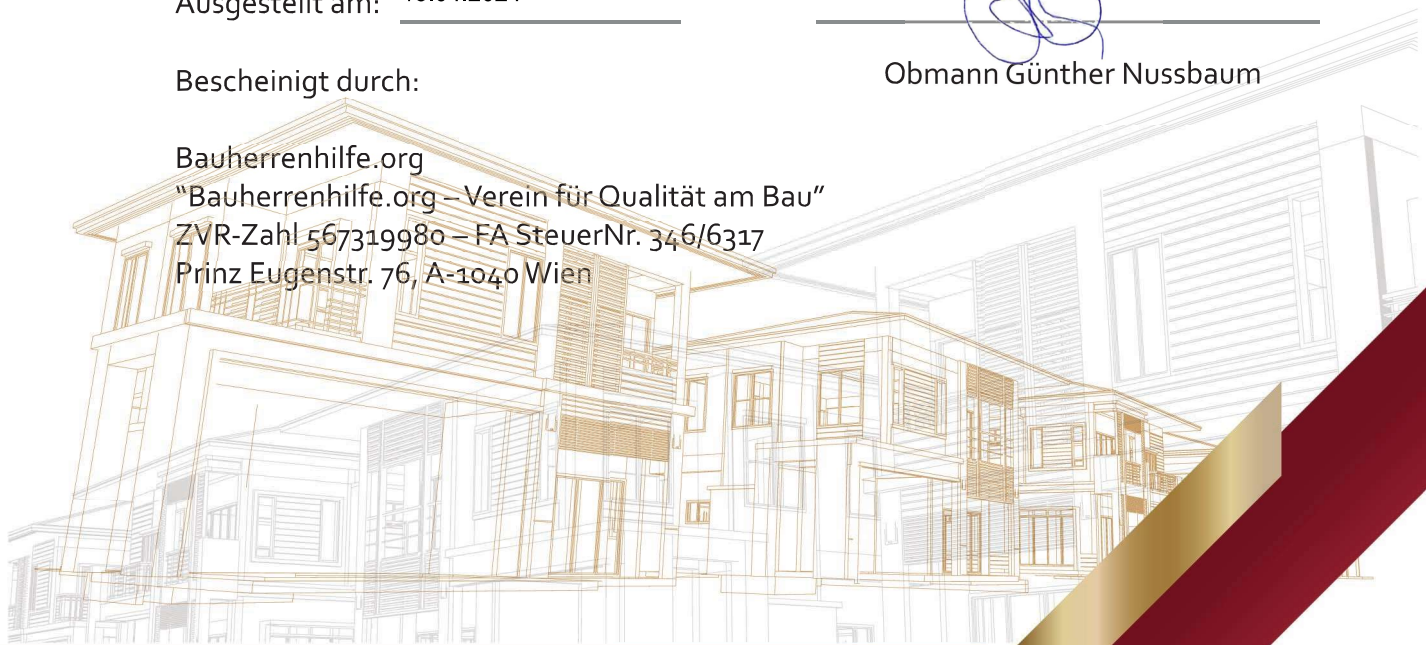 Ausgestellt am:
Obmann Günther Nussbaum
Bescheinigt durch:
Bauherrenhilfe.org
“Bauherrenhilfe.org – Verein für Qualität am Bau”
ZVR-Zahl 567319980 – FA SteuerNr. 346/6317
Prinz Eugenstr. 76, A-1040 Wien